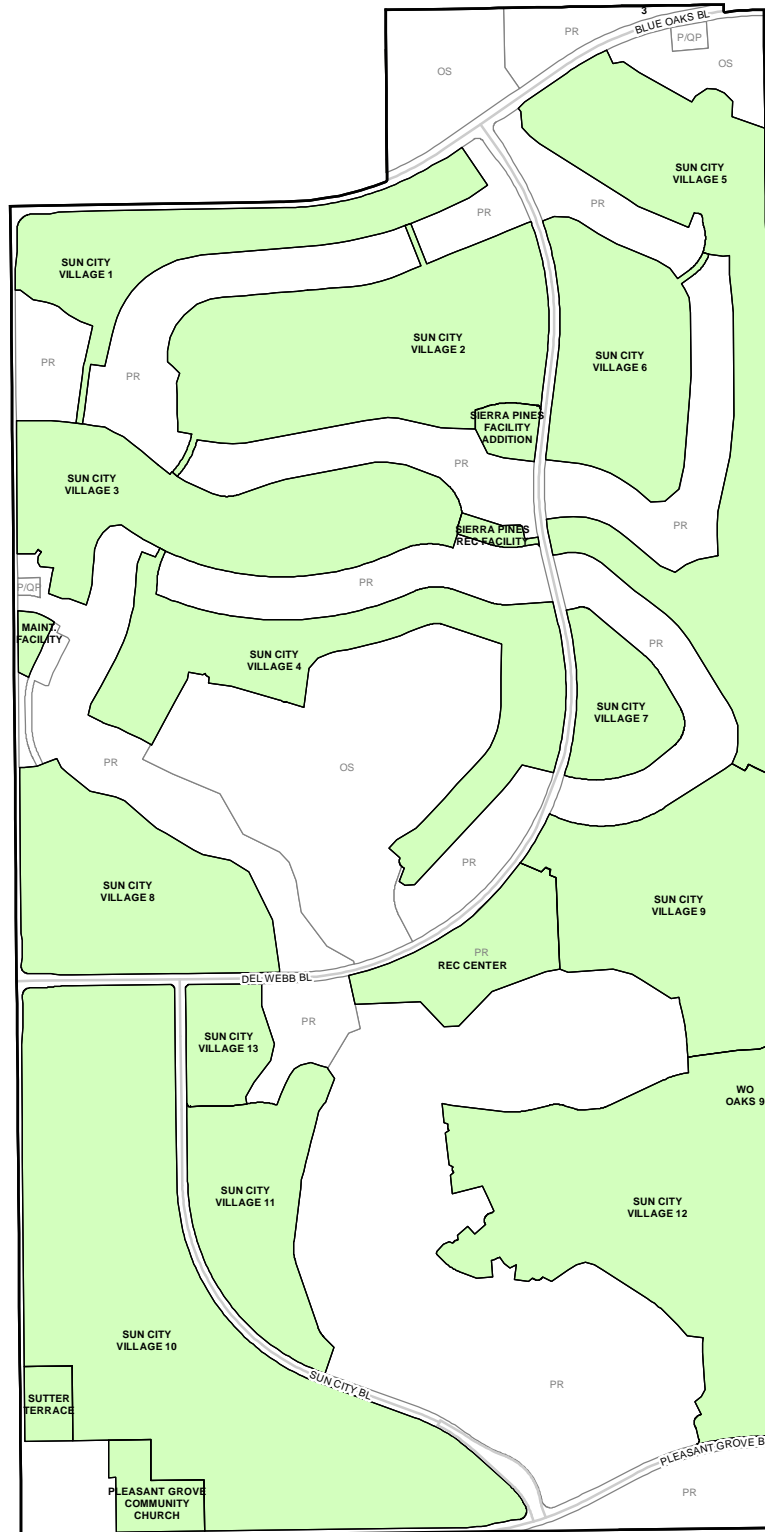 3
BLUE OAKS BL
PR
P/QP
OS
OS
SUN CITY
VILLAGE 5
PR
PR
SUN CITY
VILLAGE 1
SUN CITY
VILLAGE 2
SUN CITY
VILLAGE 6
PR
PR
SIERRA PINES
FACILITY
ADDITION
PR
SUN CITY
VILLAGE 3
PR
SIERRA PINES
REC FACILITY
P/QP
PR
MAINT.
FACILITY
PR
SUN CITY
VILLAGE 4
SUN CITY
VILLAGE 7
PR
OS
PR
SUN CITY
VILLAGE 8
SUN CITY
VILLAGE 9
PR
REC CENTER
DEL WEBB BL
PR
SUN CITY
VILLAGE 13
WO
OAKS 9
SUN CITY
VILLAGE 11
SUN CITY
VILLAGE 12
SUN CITY
VILLAGE 10
SUN CITY BL
PR
SUTTER
TERRACE
PLEASANT GROVE B
PLEASANT GROVE
COMMUNITY
CHURCH
PR